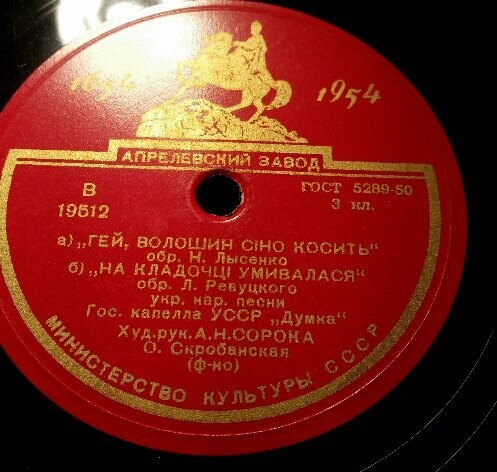 1654 1954
АПРЕЛЕВСКИЙ ЗАВОД
В
19612
ГОСТ 5289-50
3 кл.
а) „ГЕЙ, ВОЛОШИН СІНО КОСИТЬ“
обр. Н. Лысенко
б) „НА КЛАДОЧЦІ УМИВАЛАСЯ“
обр. Л. Ревуцкого
укр. нар. песни
Гос. капелла УССР „Думка“
Худ. рук. А. Н. СОРОКА
О. Скробанская
(ф-но)
МИНИСТЕРСТВО КУЛЬТУРЫ СССР